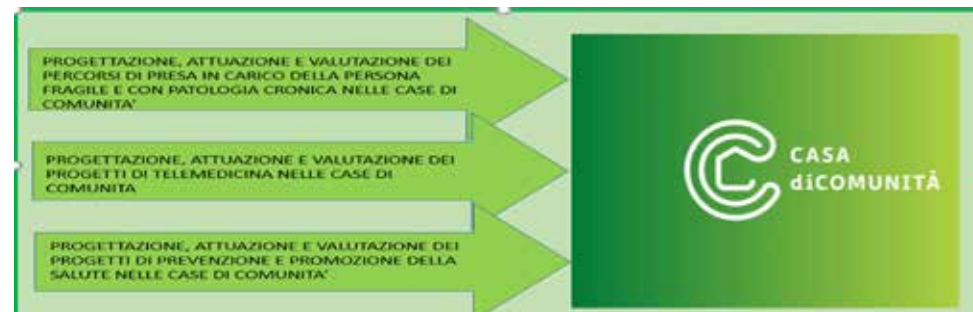 PROGETTAZIONE, ATTUAZIONE E VALUTAZIONE DEI
PERCORSI DI PRESA IN CARICO DELLA PERSONA
FRAGILE E CON PATOLOGIA CRONICA NELLE CASE DI
COMUNITA'
PROGETTAZIONE, ATTUAZIONE E VALUTAZIONE DEI
PROGETTI DI TELEMEDICINA NELLE CASE DI
COMUNITA
PROGETTAZIONE, ATTUAZIONE E VALUTAZIONE DEI
PROGETTI DI PREVENZIONE E PROMOZIONE DELLA
SALUTE NELLE CASE DI COMUNITA'
CASA
diCOMUNITÀ